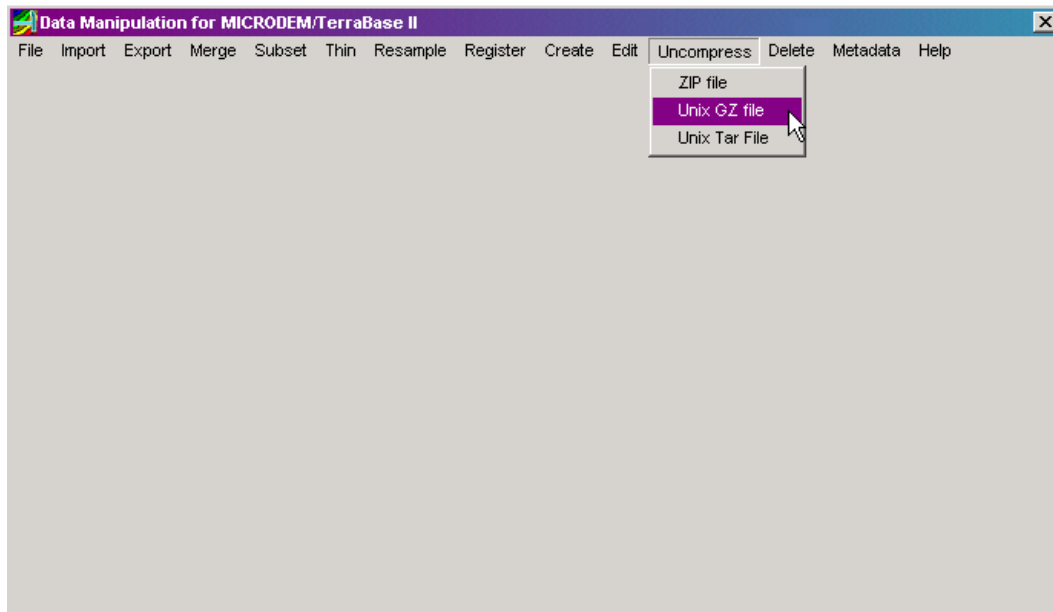 Data Manipulation for MICRODEM/TerraBase II
File Import Export Merge Subset Thin Resample Register Create Edit Uncompress Delete Metadata Help
ZIP file
Unix GZ file
Unix Tar File